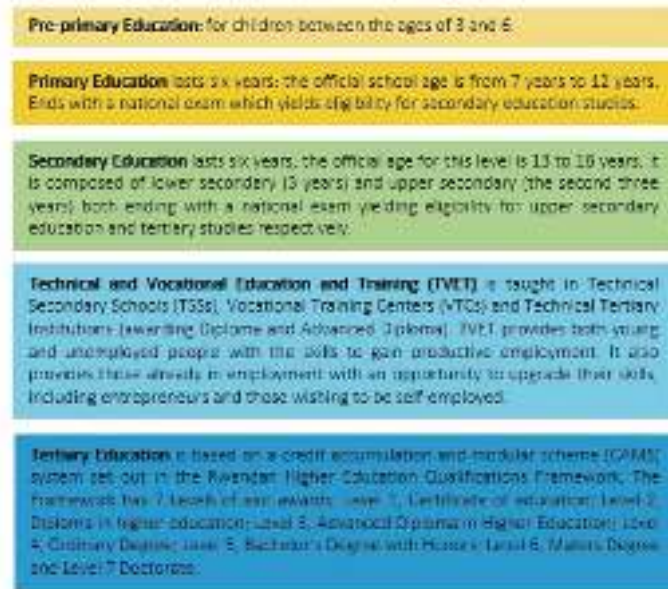 Pre-primary Education: for children between the ages of 3 and 6
Primary Education lasts six years; the official school age is from 7 years to 12 years.
Ends with a national exam which yields eligibility for secondary education studies.
Secondary Education lasts six years, the official age for this level is 13 to 18 years. It
is composed of lower secondary (3 years) and upper secondary (the second three
years) both ending with a national exam yielding eligibility for upper secondary
education and tertiary studies respectively.
Technical and Vocational Education and Training (TVET) is taught in Technical
Secondary Schools (TSSs), Vocational Training Centers (VTCs) and Technical Tertiary
Institutions (awarding Diploma and Advanced Diploma). TVET provides both young
and unemployed people with the skills to gain productive employment. It also
provides those already in employment with an opportunity to upgrade their skills,
including entrepreneurs and those wishing to be self-employed.
Tertiary Education is based on a credit accumulation and modular scheme (CAMS)
system set out in the Rwandan Higher Education Qualifications Framework. The
framework has 7 Levels of exit awards: Level 1, Certificate of education; Level 2,
Diploma in higher education; Level 3, Advanced Diploma in Higher Education; Level
4, Ordinary Degree; Level 5, Bachelor's Degree with Honors; Level 6, Masters Degree
and Level 7 Doctorate.